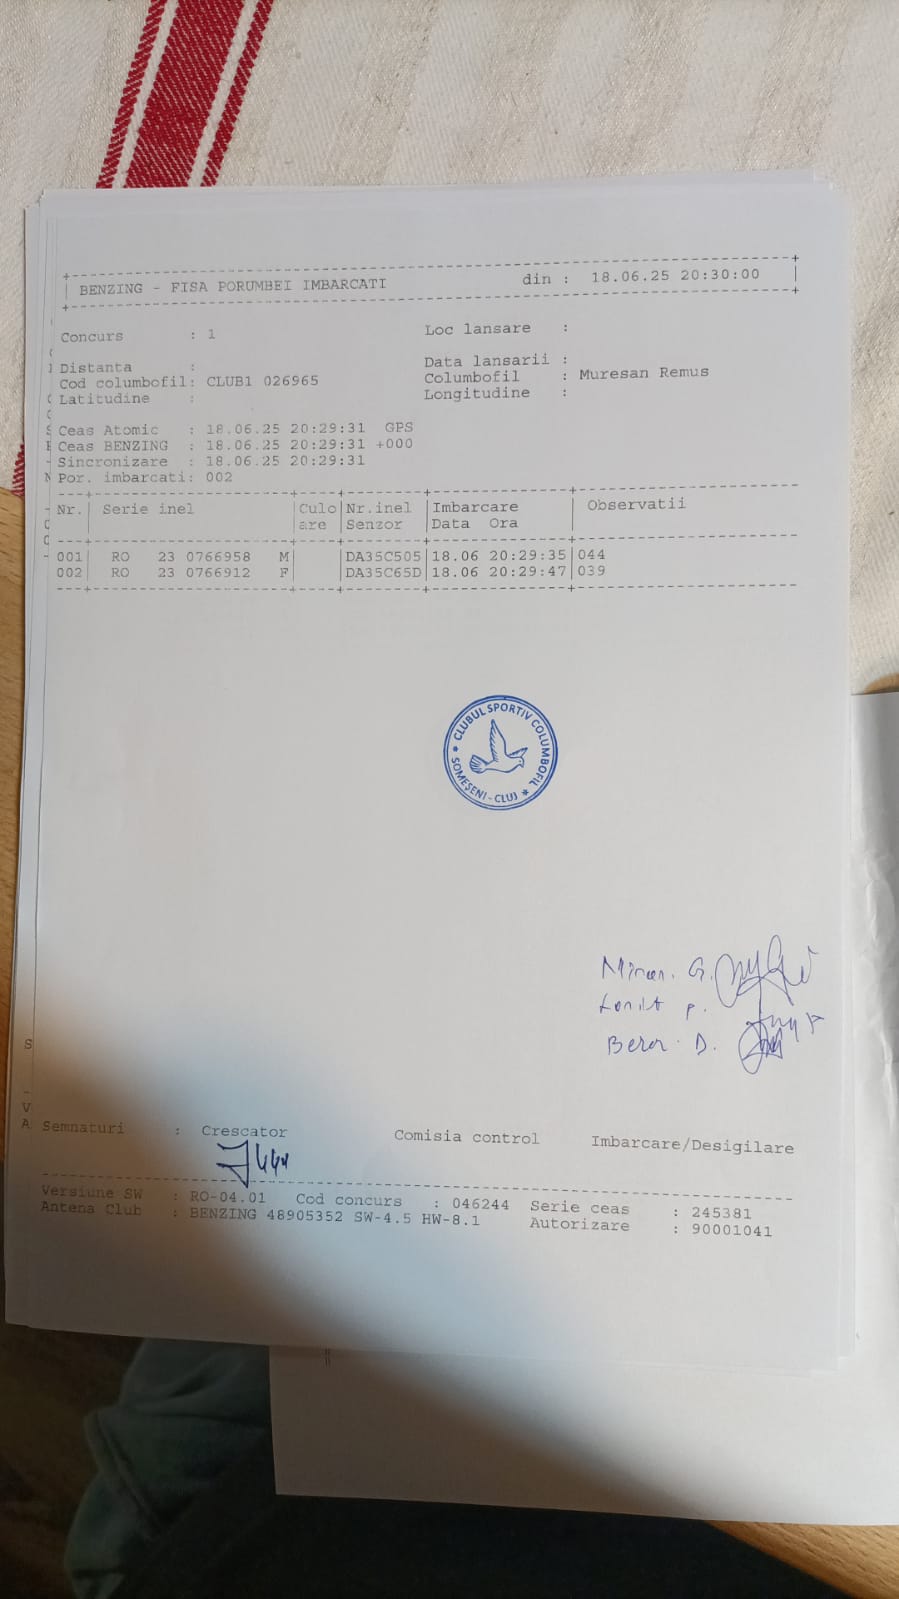 BENZING - FISA PORUMBEI IMBARCATI din : 18.06.25 20:30:00
Concurs : 1 Loc lansare :
Distanta : Data lansarii :
Cod columbofil: CLUB1 026965 Columbofil : Muresan Remus
Latitudine : Longitudine :
Ceas Atomic : 18.06.25 20:29:31 GPS
Ceas BENZING : 18.06.25 20:29:31 +000
Sincronizare : 18.06.25 20:29:31
Por. imbarcati: 002
Nr. Serie inel Culo Nr.inel Imbarcare Observatii
are Senzor Data Ora
001 RO 23 0766958 M DA35C505 18.06 20:29:35 044
002 RO 23 0766912 F DA35C65D 18.06 20:29:47 039
* CLUBUL SPORTIV COLUMBOFIL *
SOMEȘENI - CLUJ
G.
P.
D.
Semnaturi : Crescator Comisia control Imbarcare/Desigilare
Versiune SW : RO-04.01 Cod concurs : 046244 Serie ceas : 245381
Antena Club : BENZING 48905352 SW-4.5 HW-8.1 Autorizare : 90001041